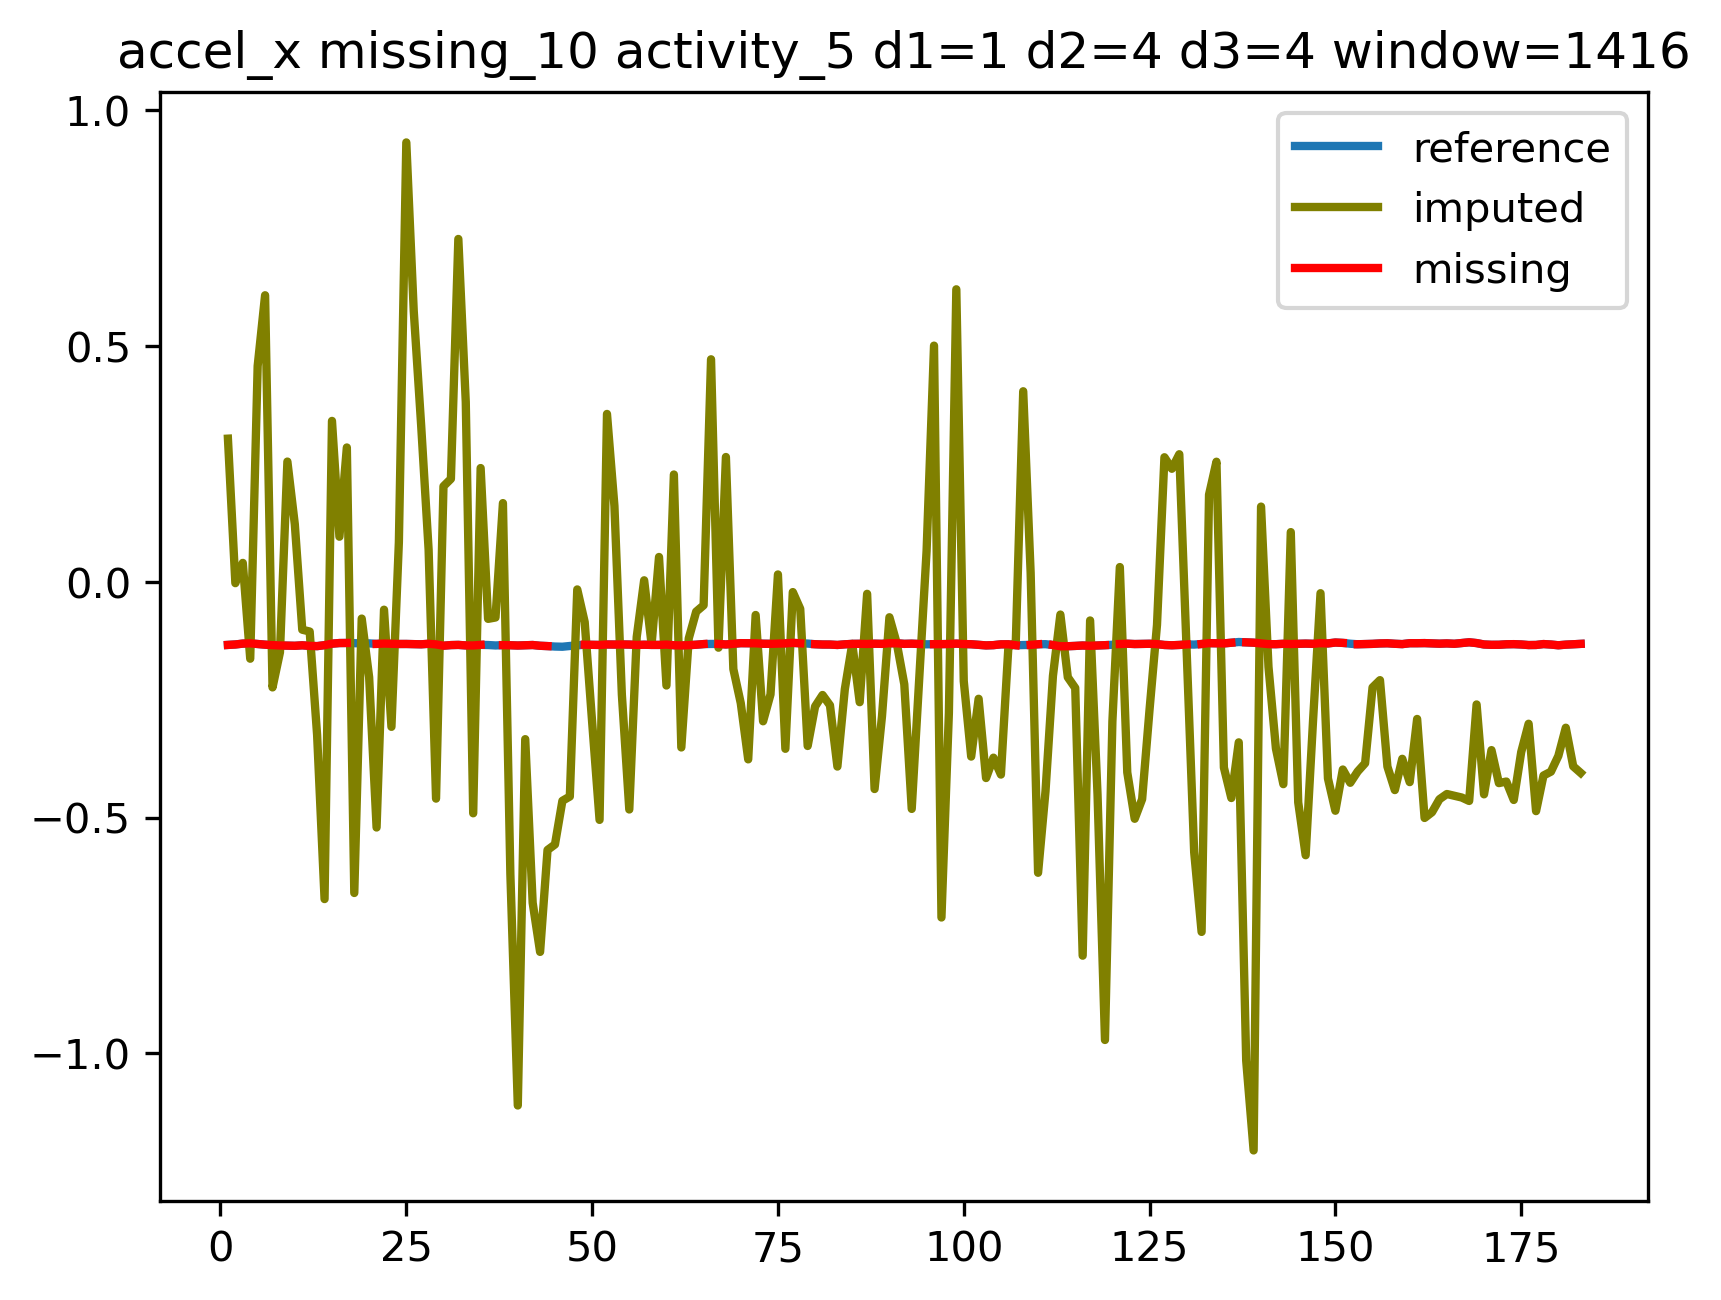 accel_x missing_10 activity_5 d1=1 d2=4 d3=4 window=1416
1.0
0.5
0.0
−0.5
−1.0
reference
imputed
missing
0 25 50 75 100 125 150 175